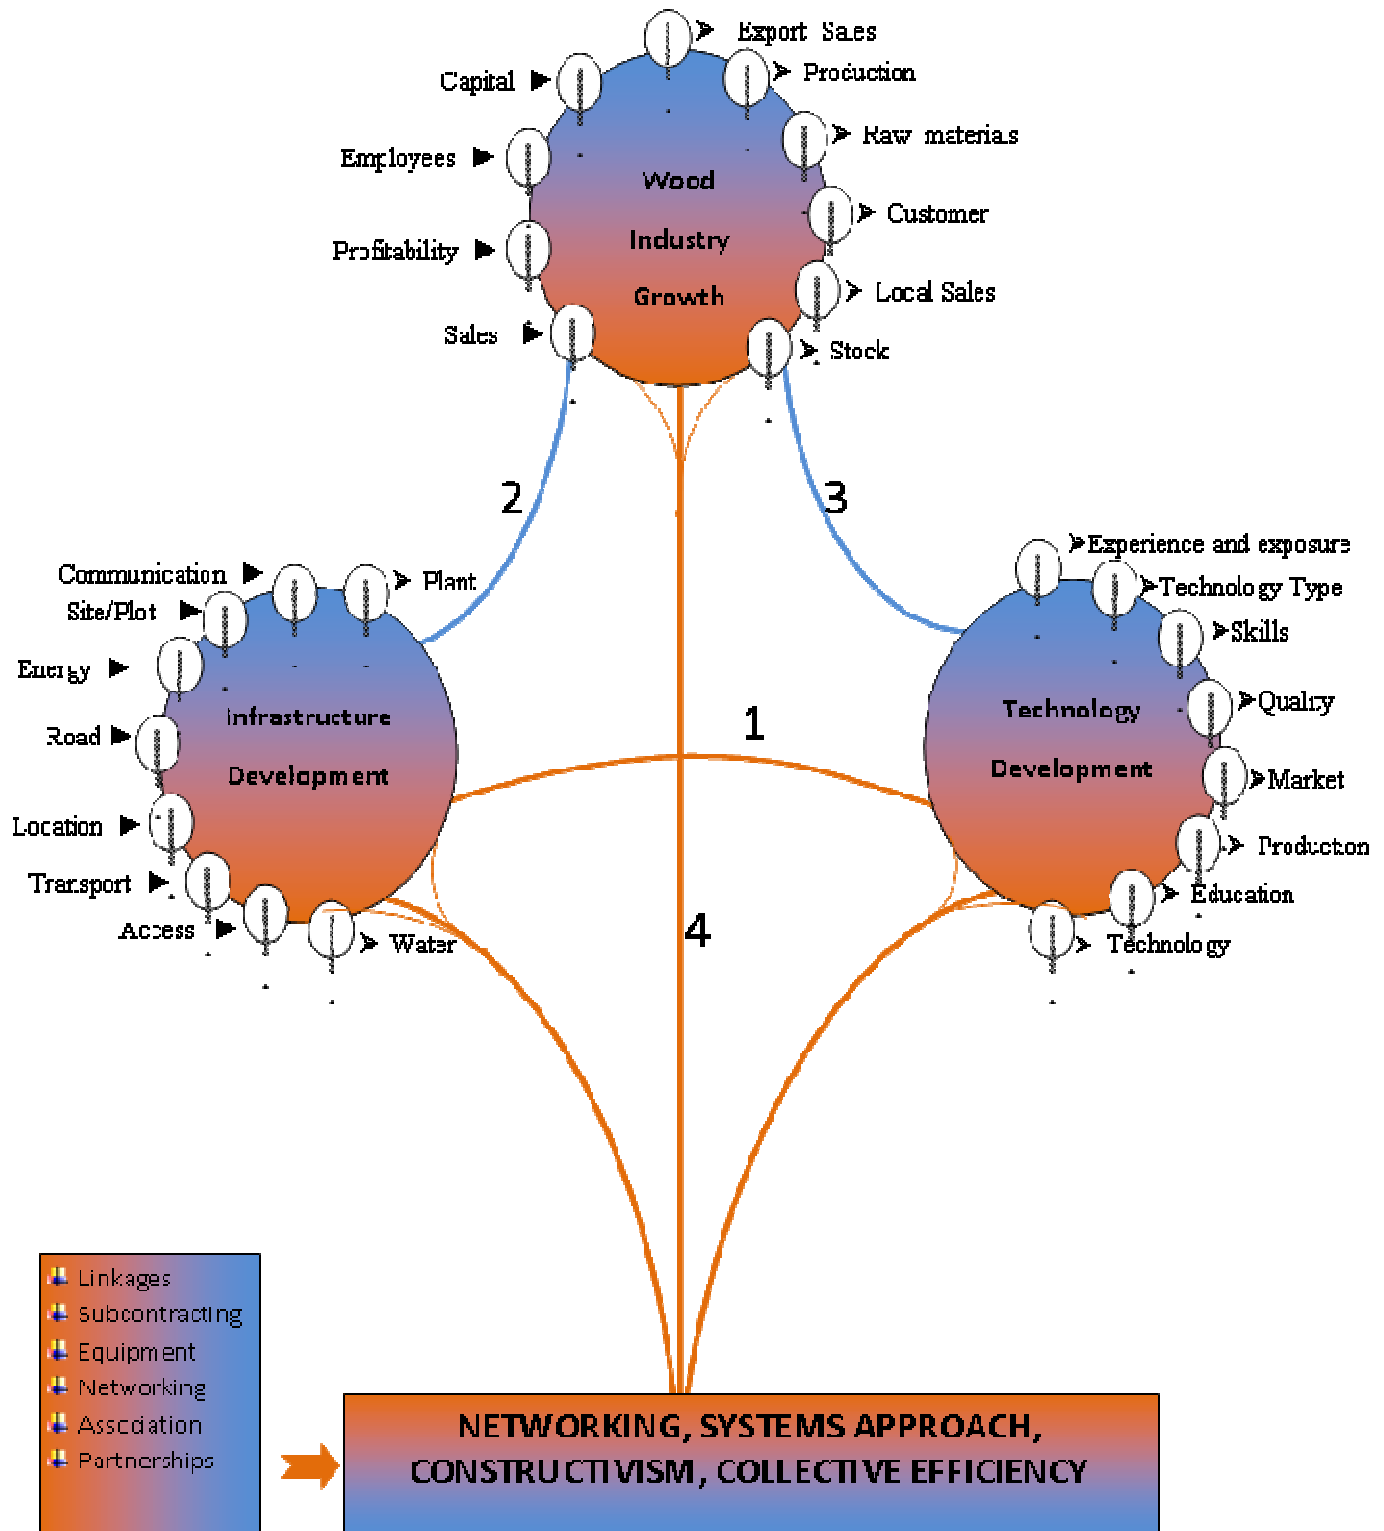 Export Sales
Capital
Production
Employees
Raw materials
Wood
Industry
Growth
Customer
Profitability
Local Sales
Sales
Stock
2
3
Communication
Plant
Site/Plot
Energy
Road
Location
Transport
Access
Water
Infrastructure
Development
1
4
Experience and exposure
Technology Type
Skills
Quality
Market
Production
Education
Technology
Technology
Development
Linkages
Subcontracting
Equipment
Networking
Association
Partnerships
NETWORKING, SYSTEMS APPROACH,
CONSTRUCTIVISM, COLLECTIVE EFFICIENCY